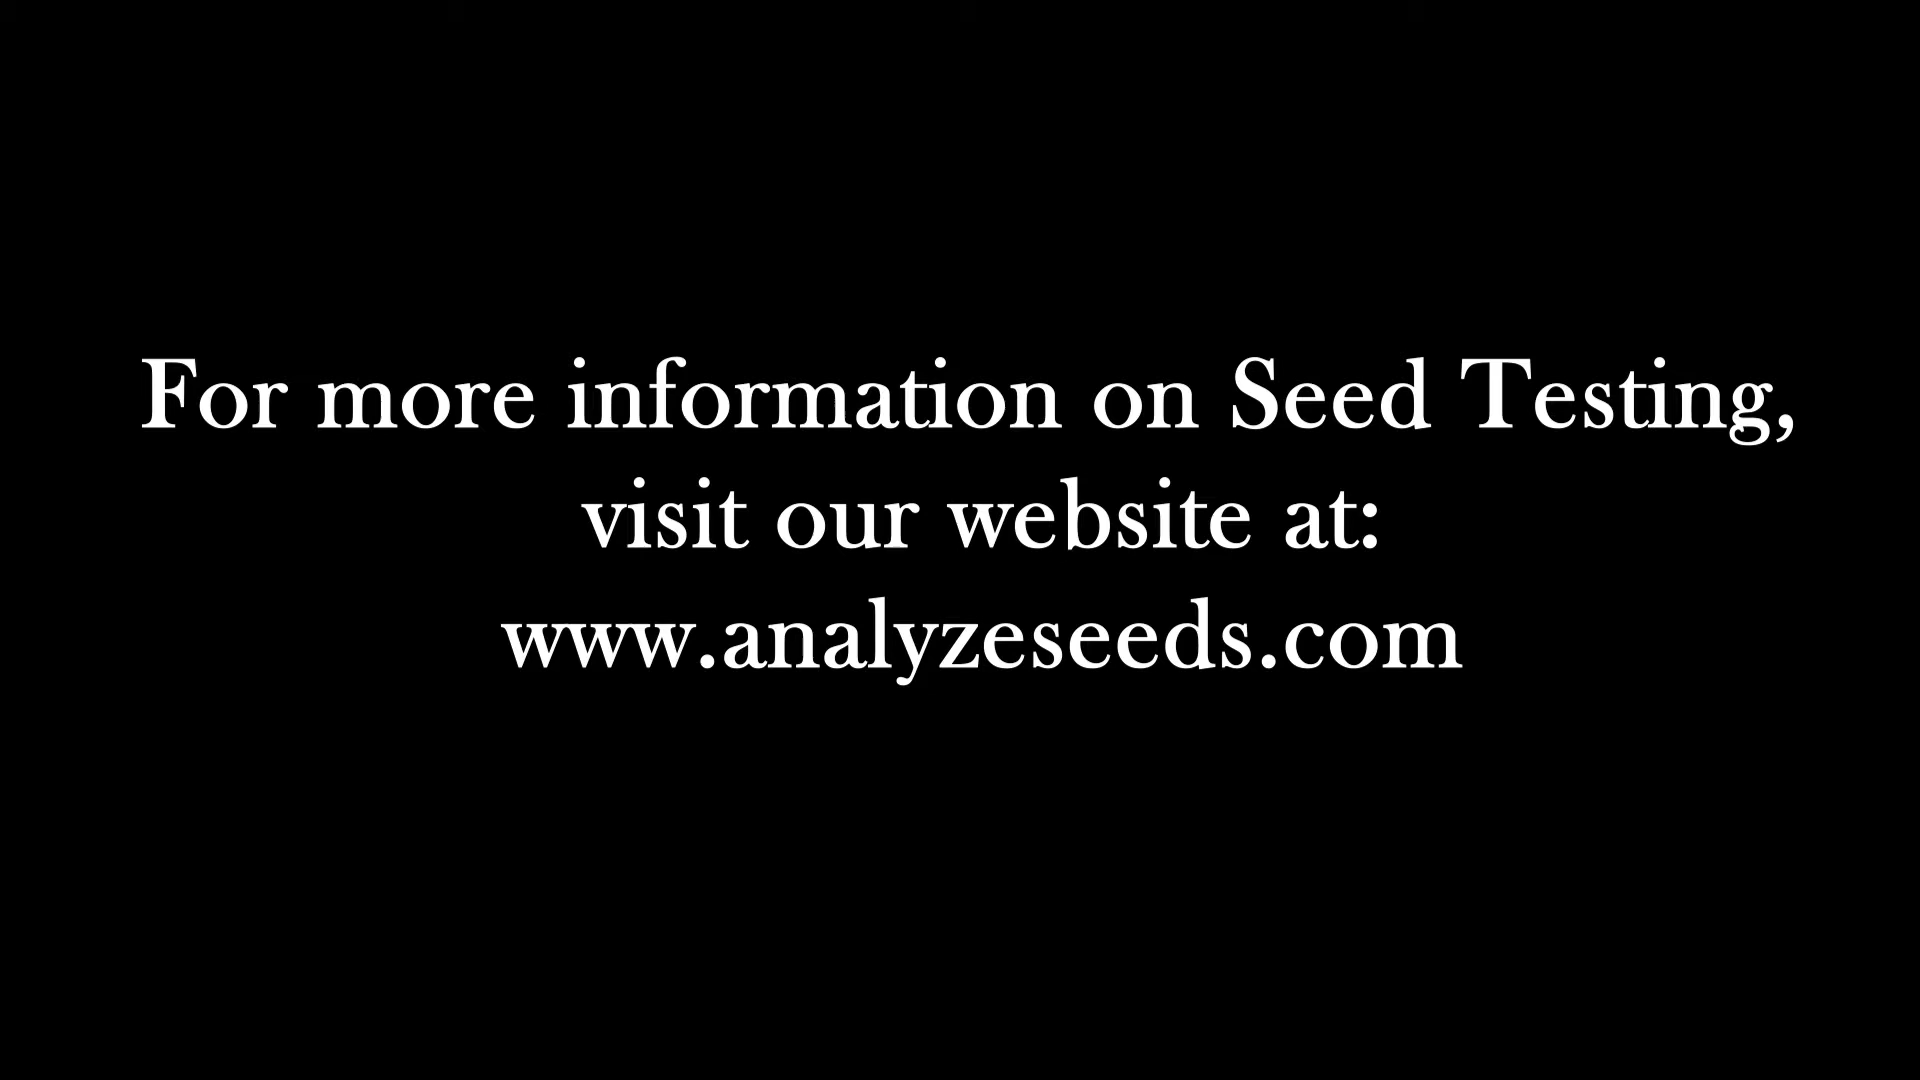 For more information on Seed Testing,
visit our website at:
www.analyzeseeds.com